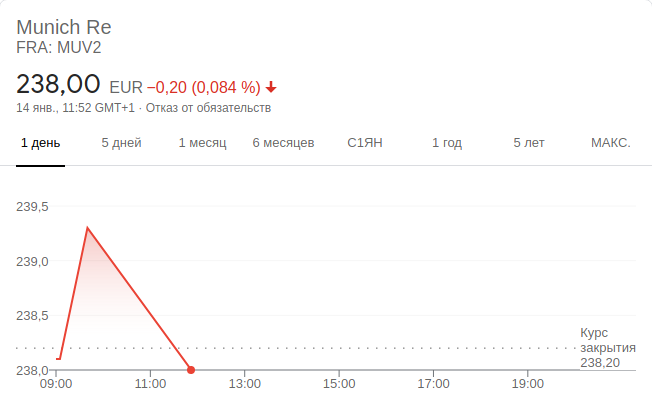 Munich Re
FRA: MUV2
238,00 EUR −0,20 (0,084 %)
14 янв., 11:52 GMT+1 · Отказ от обязательств
1 день 5 дней 1 месяц 6 месяцев С1ЯН 1 год 5 лет МАКС.
239,5
239,0
238,5
Курс
закрытия
238,20
238,0
09:00 11:00 13:00 15:00 17:00 19:00